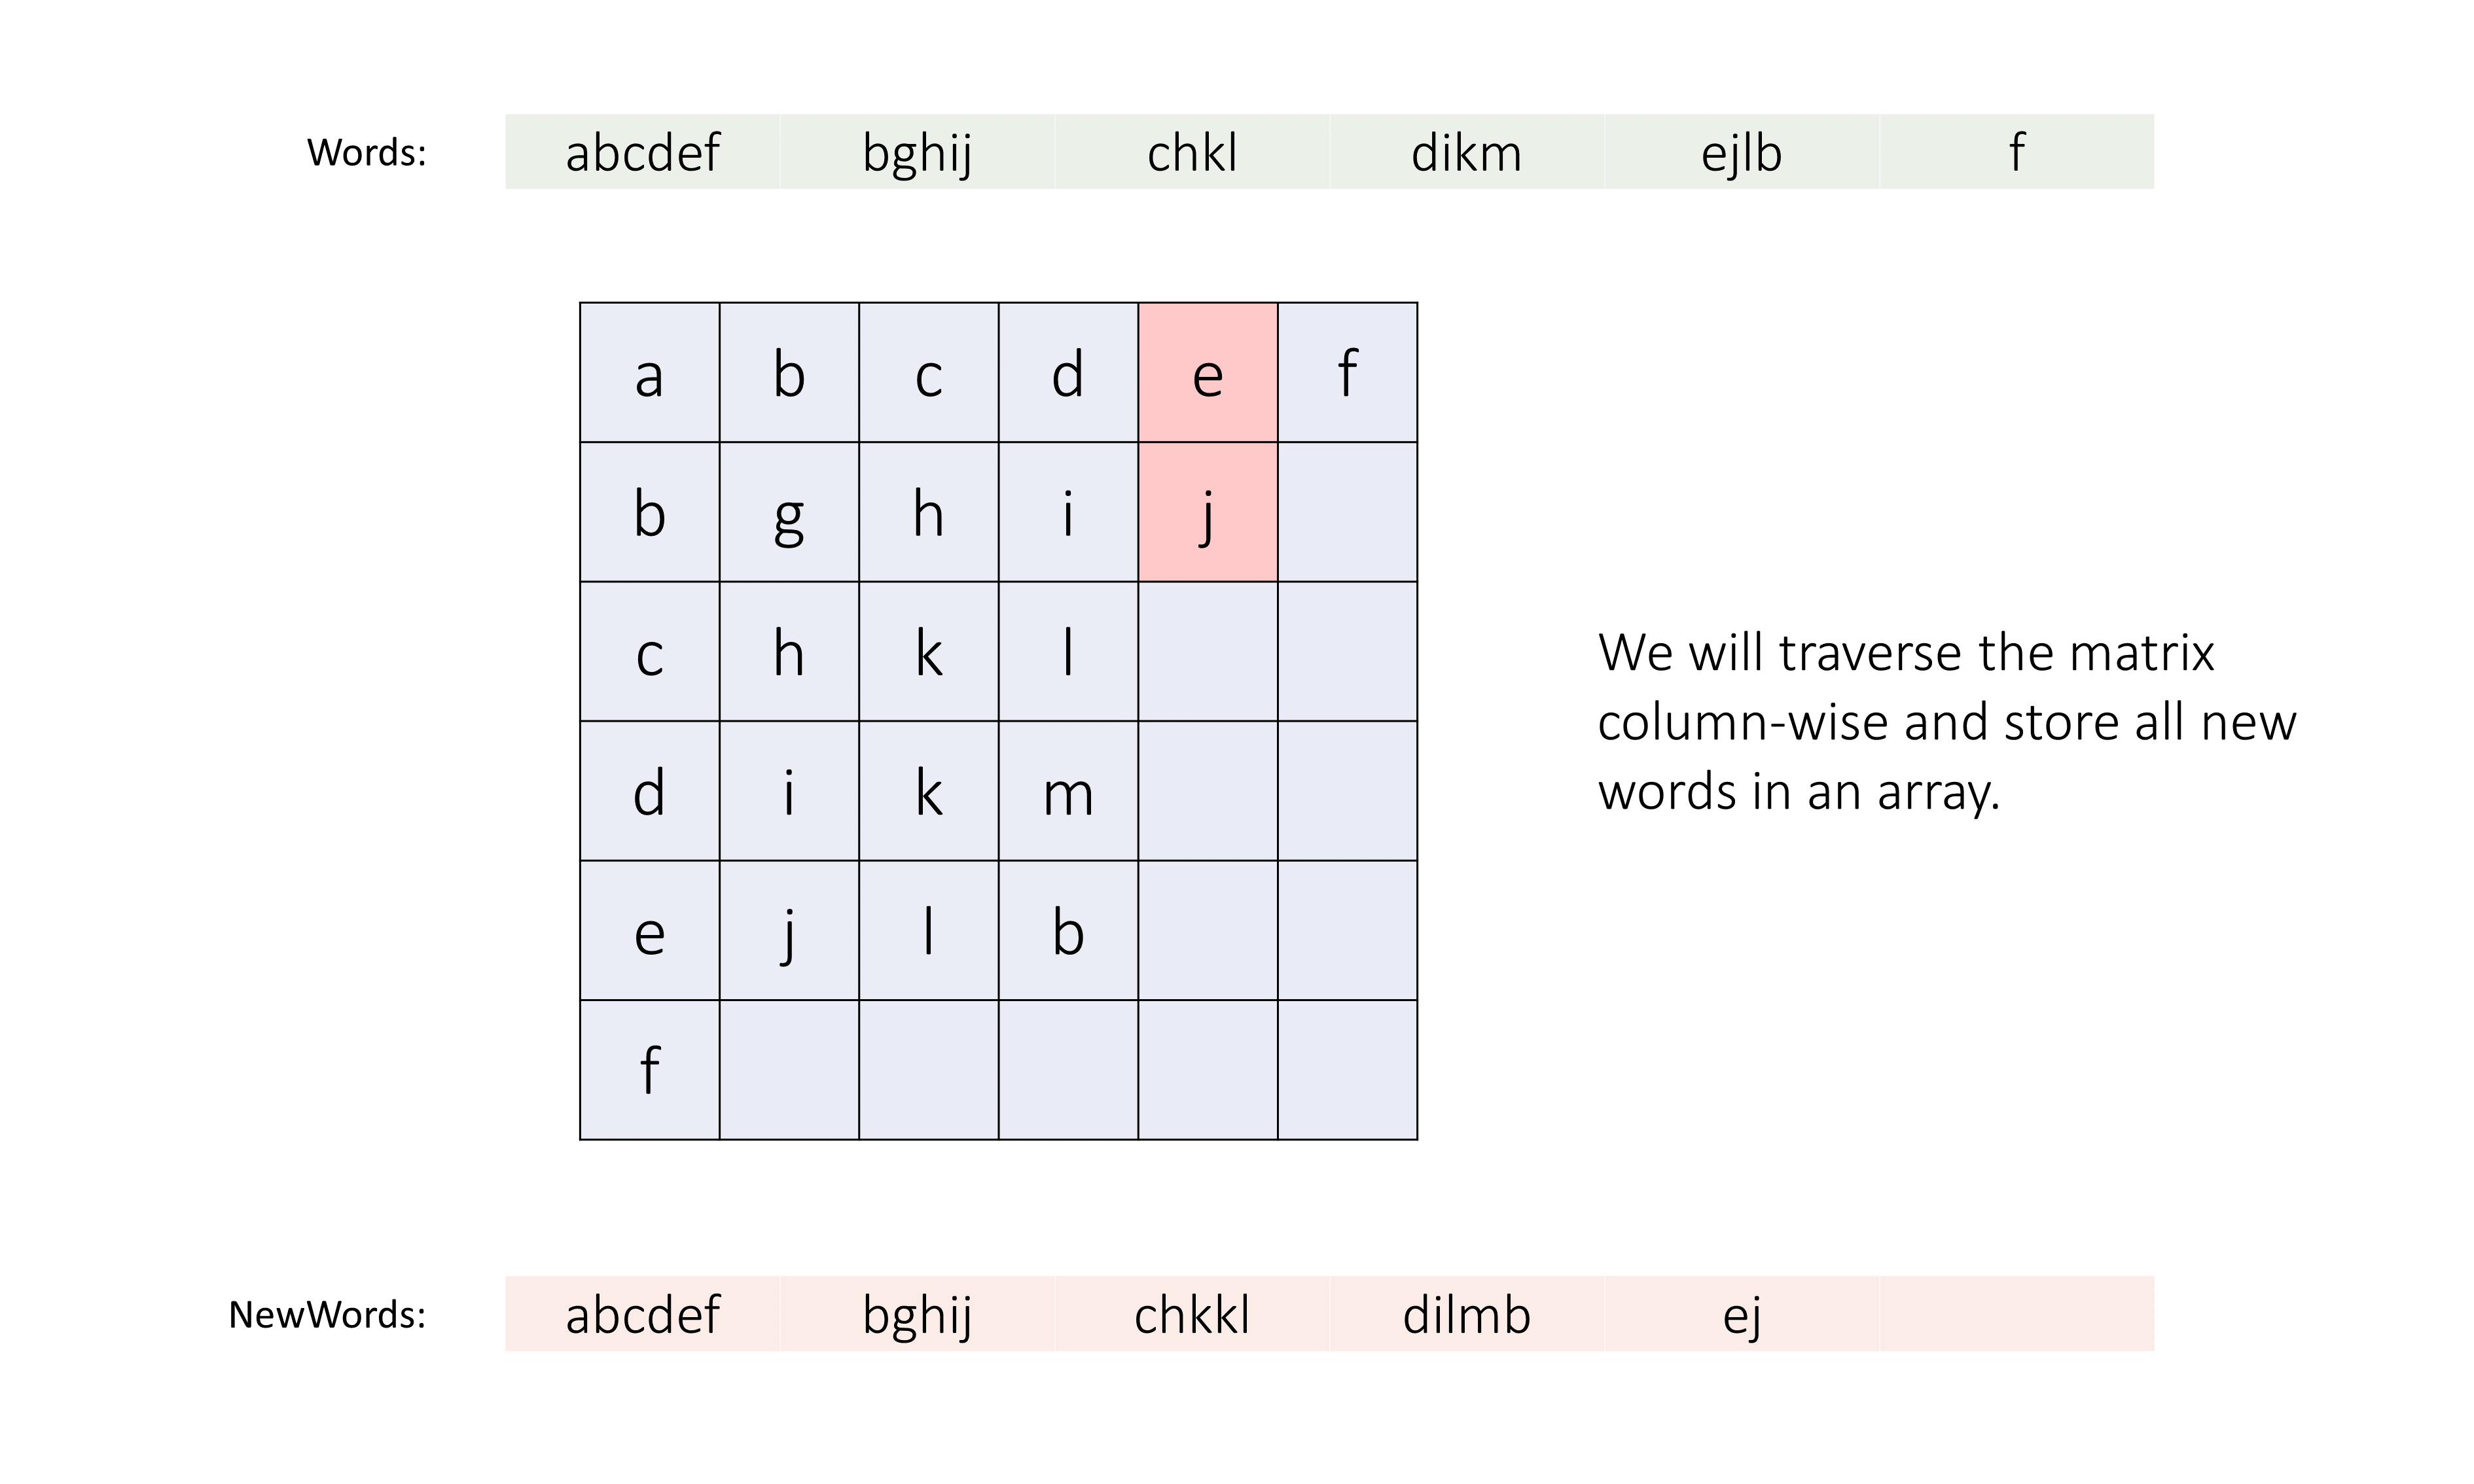 Words: abcdef bghij chkl dikm ejlb f
a b c d e f
b g h i j
c h k l
We will traverse the matrix
column-wise and store all new
words in an array.
d i k m
e j l b
f
NewWords: abcdef bghij chkkl dilmb ej